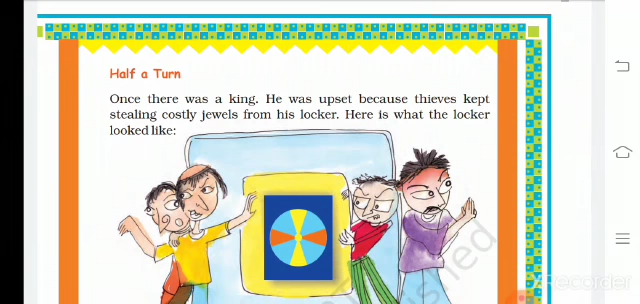 Half a Turn
Once there was a king. He was upset because thieves kept
stealing costly jewels from his locker. Here is what the locker
looked like:
XRecorder